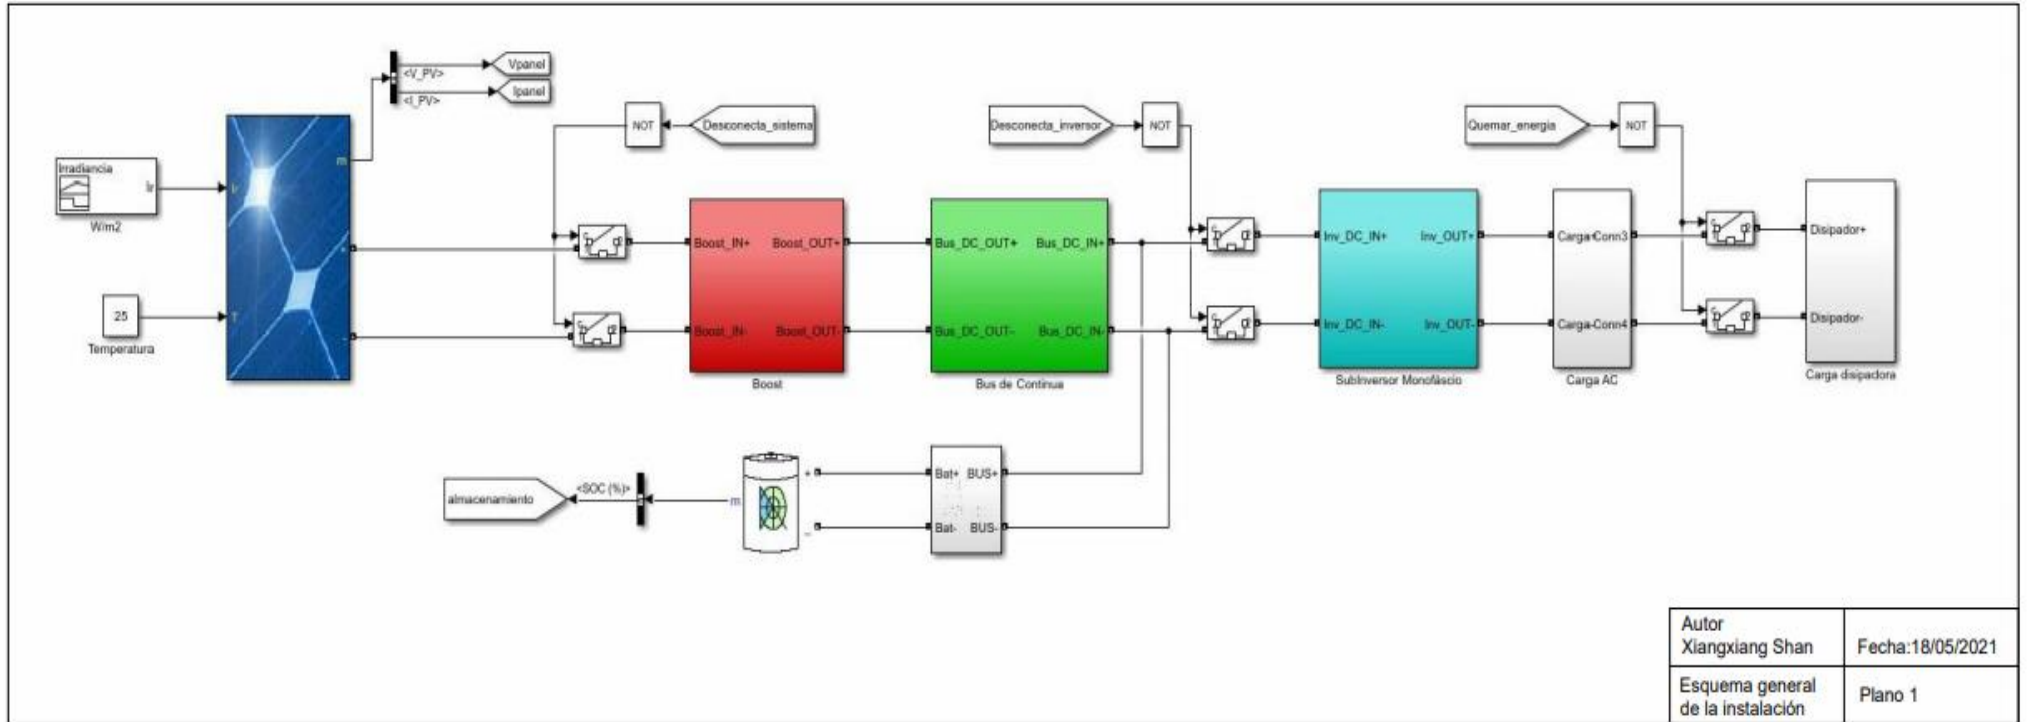 <V_PV>
Vpanel
<I_PV>
Ipanel
NOT
Desconecta_sistema
Desconecta_inversor
NOT
Quemar_energia
NOT
Irradiancia
Ir
W/m2
V
T
m
+
-
25
Temperatura
Boost_IN+
Boost_OUT+
Boost_IN-
Boost_OUT-
Boost
Bus_DC_OUT+
Bus_DC_IN+
Bus_DC_OUT-
Bus_DC_IN-
Bus de Continua
Inv_DC_IN+
Inv_OUT+
Inv_DC_IN-
Inv_OUT-
SubInversor Monofáscio
Carga+
Conn3
Carga-
Conn4
Carga AC
Disipador+
Disipador-
Carga disipadora
almacenamiento
<SOC (%)>
m
+
_
Bat+
BUS+
Bat-
BUS-
Autor
Xiangxiang Shan
Fecha:18/05/2021
Esquema general
de la instalación
Plano 1